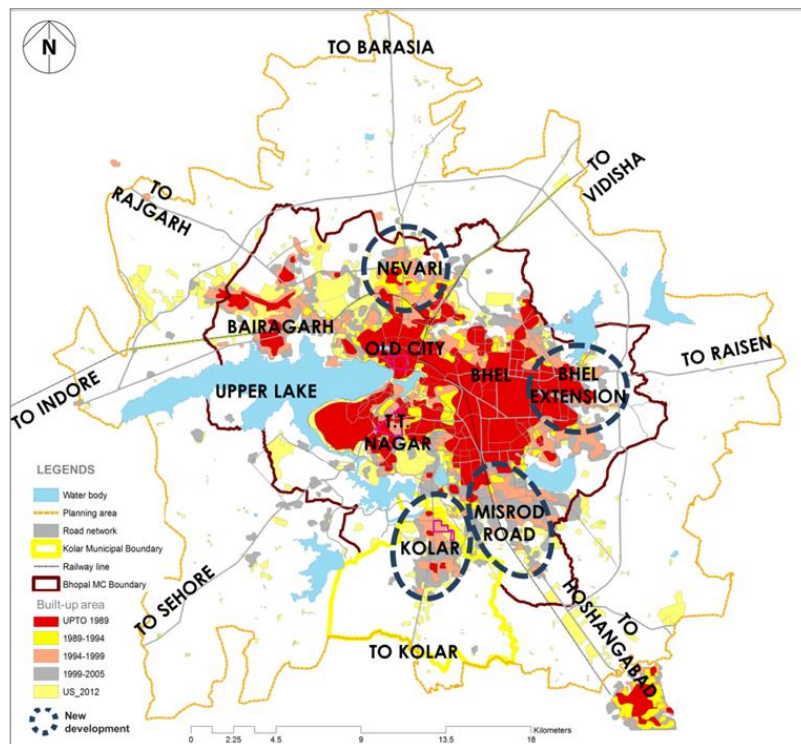 N
TO BARASIA
TO
VIDISHA
TO
RAJGARH
NEVARI
BAIRAGARH
OLD CITY
BHEL
BHEL
EXTENSION
TO RAISEN
TO INDORE
UPPER LAKE
T.T.
NAGAR
MISROD
ROAD
KOLAR
TO SEHORE
TO KOLAR
TO
HOSHANGABAD
LEGENDS
Water body
Planning area
Road network
Kolar Municipal Boundary
Railway line
Bhopal MC Boundary
Built-up area
UPTO 1989
1989-1994
1994-1999
1999-2005
US_2012
New
development
Kilometers
0 2.25 4.5 9 13.5 18